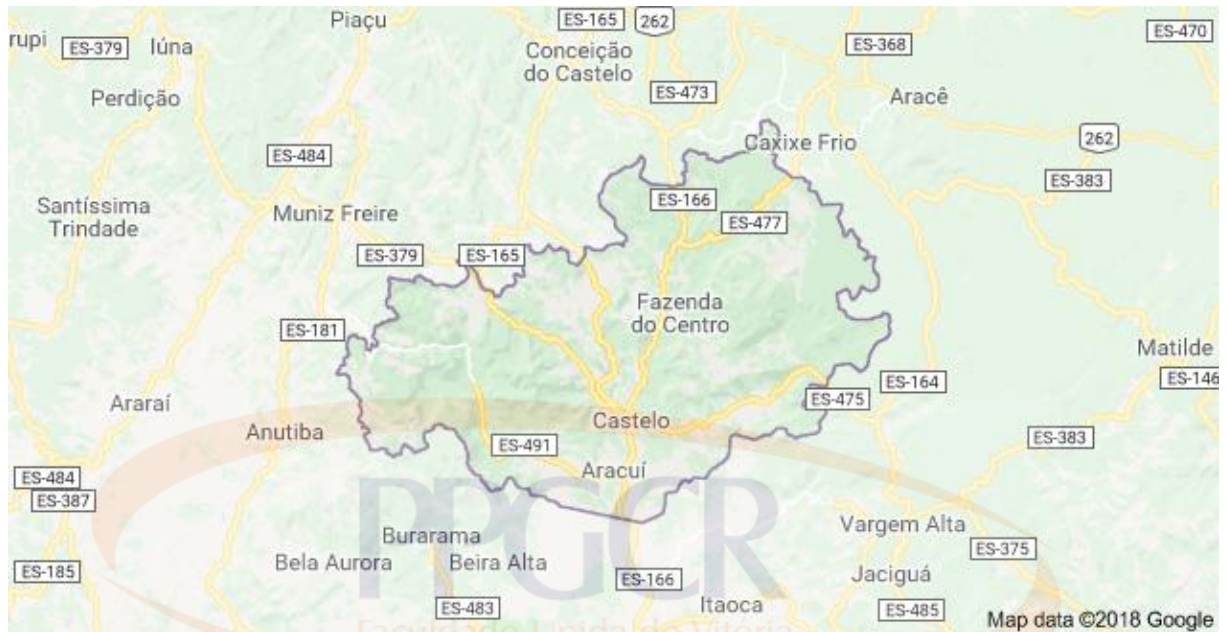 Piaçu
ES-165
262
ES-470
rupi
ES-379
Iúna
Conceição
do Castelo
ES-368
Perdição
ES-473
Aracê
ES-484
Caxixe Frio
262
ES-383
Santíssima
Trindade
Muniz Freire
ES-166
ES-477
ES-379
ES-165
Fazenda
do Centro
ES-181
Matilde
ES-164
ES-146
Araraí
ES-475
Anutiba
Castelo
ES-491
ES-383
Aracuí
ES-484
ES-387
PPGCR
Vargem Alta
Burarama
Bela Aurora
Beira Alta
ES-375
ES-185
ES-166
Jaciguá
ES-483
Itaoca
ES-485
Map data ©2018 Google
Faculdade Unida de Vitória